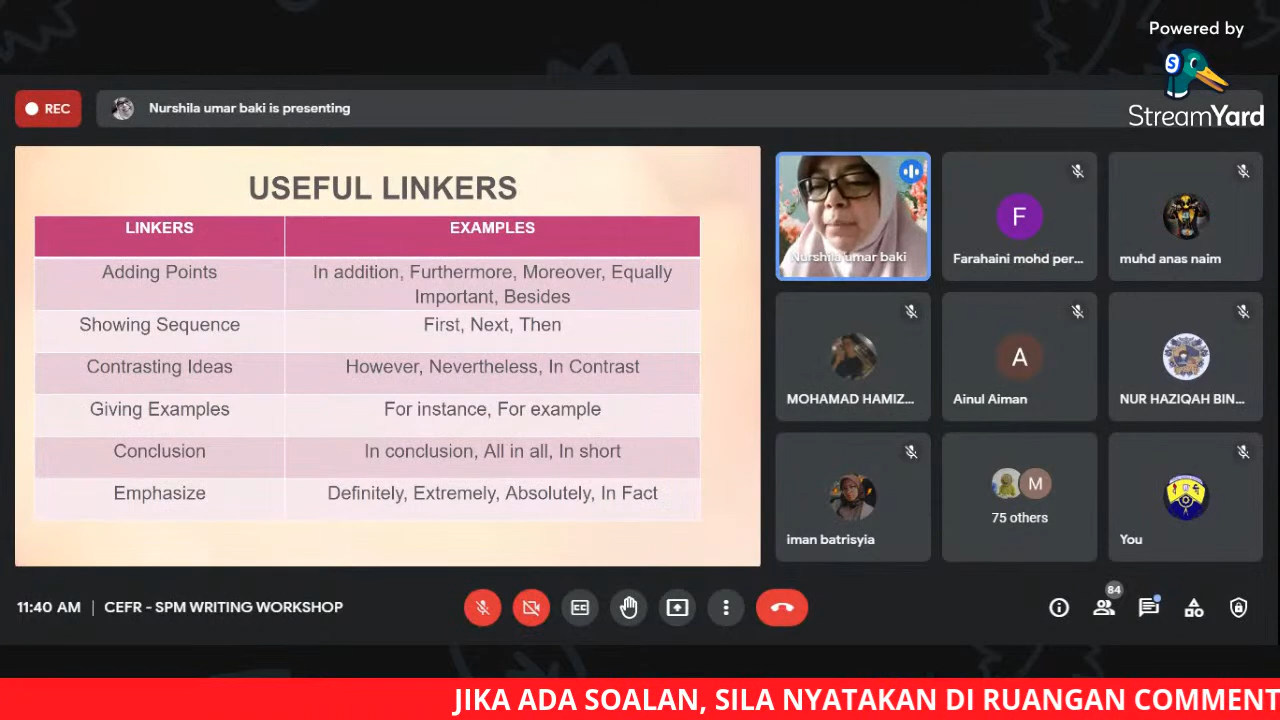 Powered by
S
StreamYard
REC
Nurshila umar baki is presenting
USEFUL LINKERS
LINKERS EXAMPLES
Adding Points In addition, Furthermore, Moreover, Equally
Important, Besides
Showing Sequence First, Next, Then
Contrasting Ideas However, Nevertheless, In Contrast
Giving Examples For instance, For example
Conclusion In conclusion, All in all, In short
Emphasize Definitely, Extremely, Absolutely, In Fact
Nurshila umar baki
F
Farahaini mohd per...
muhd anas naim
MOHAMAD HAMIZ...
A
Ainul Aiman
NUR HAZIQAH BIN...
iman batrisyia
M
75 others
You
11:40 AM | CEFR - SPM WRITING WORKSHOP
84
JIKA ADA SOALAN, SILA NYATAKAN DI RUANGAN COMMENT